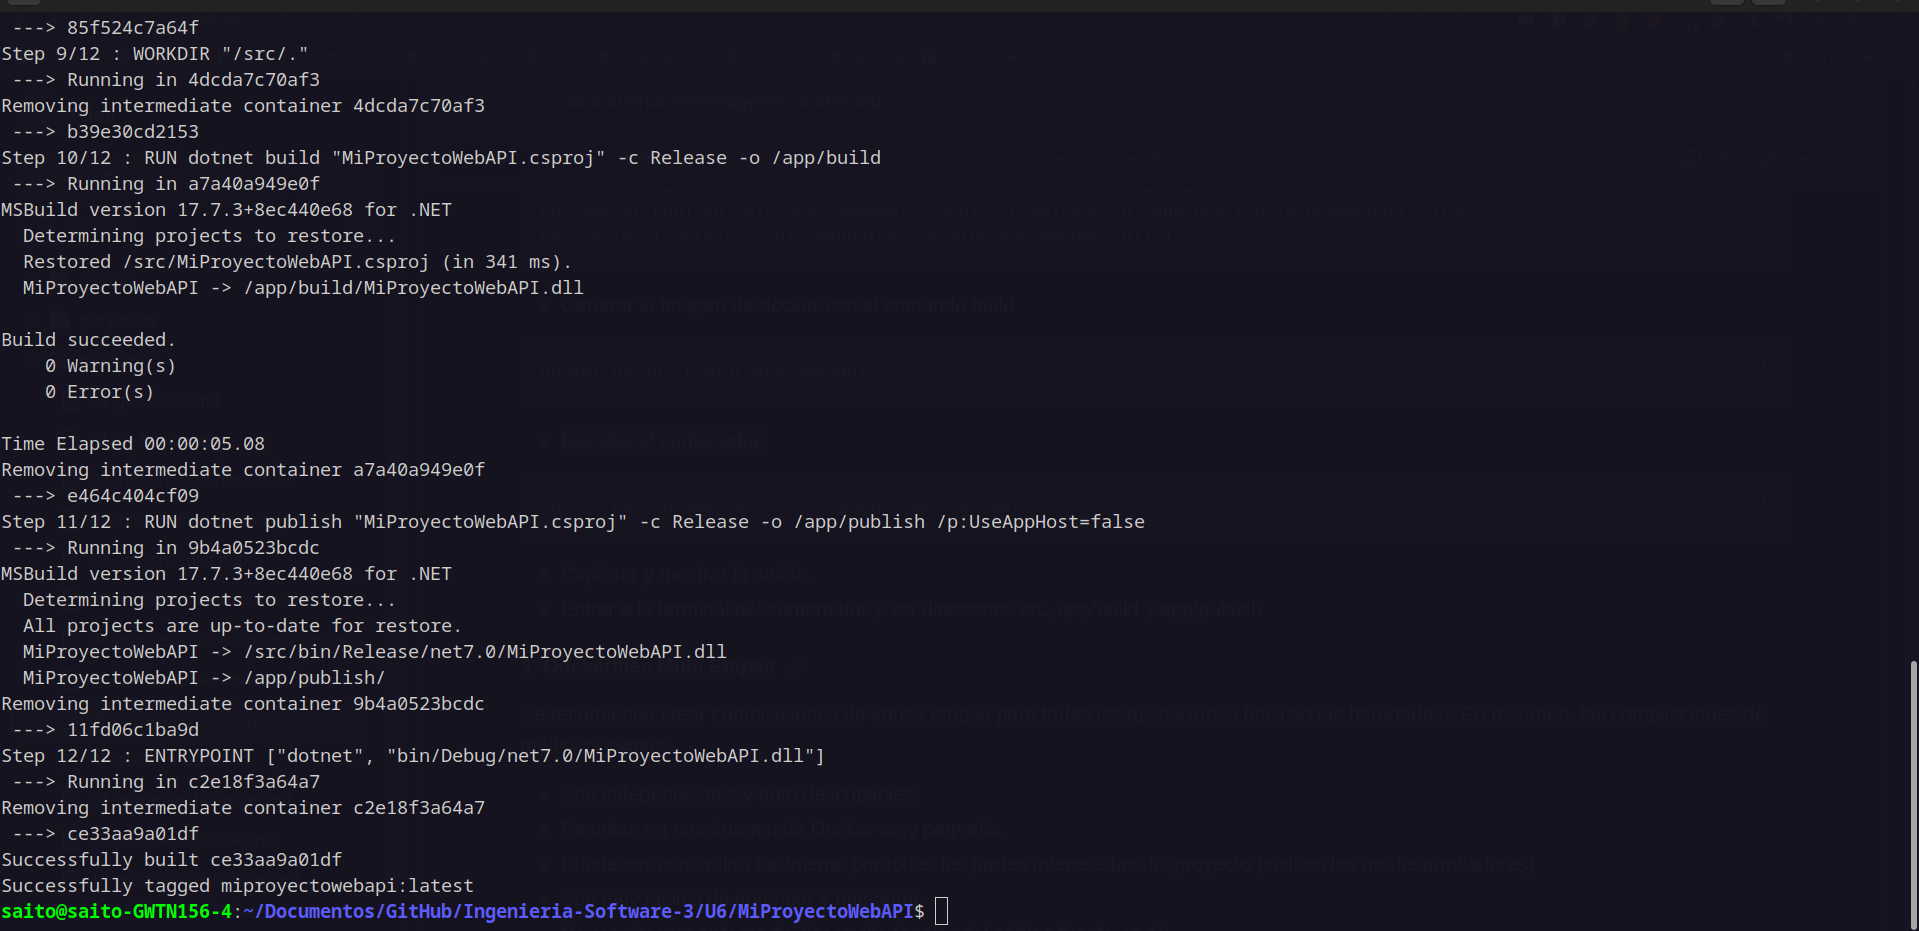 ---> 85f524c7a64f
Step 9/12 : WORKDIR "/src/."
---> Running in 4dcda7c70af3
Removing intermediate container 4dcda7c70af3
---> b39e30cd2153
Step 10/12 : RUN dotnet build "MiProyectoWebAPI.csproj" -c Release -o /app/build
---> Running in a7a40a949e0f
MSBuild version 17.7.3+8ec440e68 for .NET
Determining projects to restore...
Restored /src/MiProyectoWebAPI.csproj (in 341 ms).
MiProyectoWebAPI -> /app/build/MiProyectoWebAPI.dll
Build succeeded.
0 Warning(s)
0 Error(s)
Time Elapsed 00:00:05.08
Removing intermediate container a7a40a949e0f
---> e464c404cf09
Step 11/12 : RUN dotnet publish "MiProyectoWebAPI.csproj" -c Release -o /app/publish /p:UseAppHost=false
---> Running in 9b4a0523bcdc
MSBuild version 17.7.3+8ec440e68 for .NET
Determining projects to restore...
All projects are up-to-date for restore.
MiProyectoWebAPI -> /src/bin/Release/net7.0/MiProyectoWebAPI.dll
MiProyectoWebAPI -> /app/publish/
Removing intermediate container 9b4a0523bcdc
---> 11fd06c1ba9d
Step 12/12 : ENTRYPOINT ["dotnet", "bin/Debug/net7.0/MiProyectoWebAPI.dll"]
---> Running in c2e18f3a64a7
Removing intermediate container c2e18f3a64a7
---> ce33aa9a01df
Successfully built ce33aa9a01df
Successfully tagged miproyectowebapi:latest
saito@saito-GWTN156-4:~/Documentos/GitHub/Ingenieria-Software-3/U6/MiProyectoWebAPI$